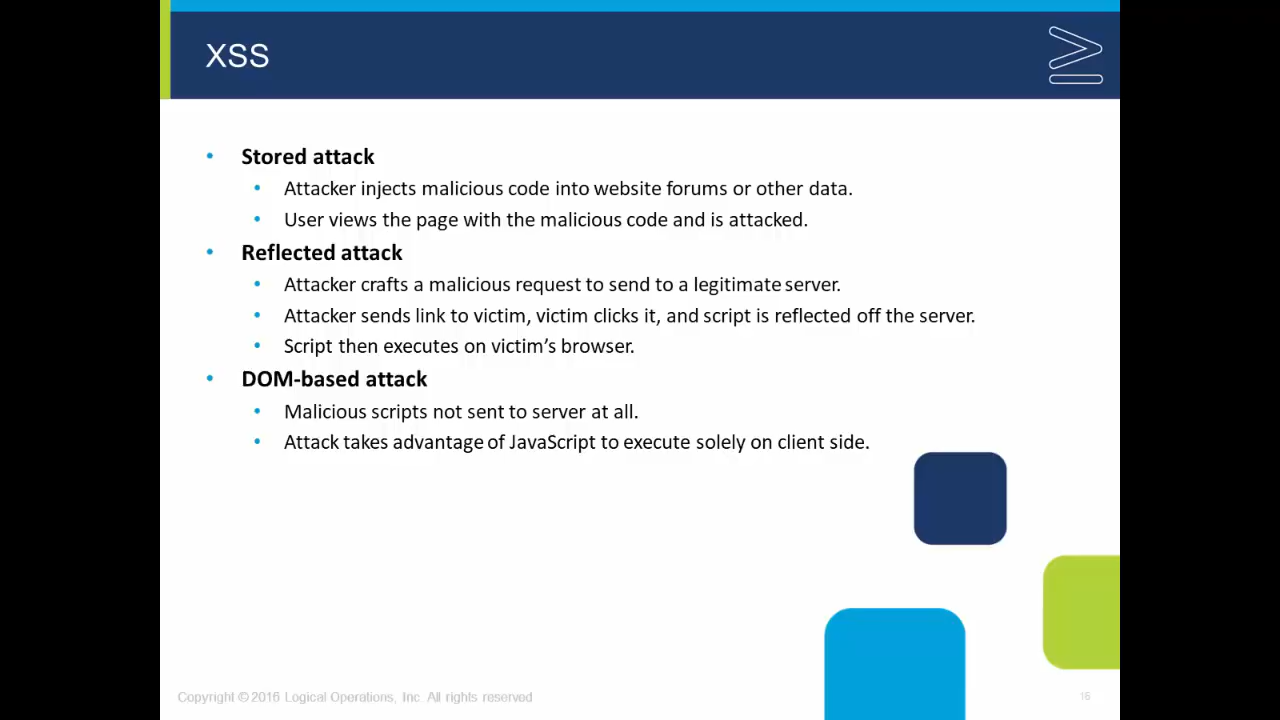 XSS
• Stored attack
• Attacker injects malicious code into website forums or other data.
• User views the page with the malicious code and is attacked.
• Reflected attack
• Attacker crafts a malicious request to send to a legitimate server.
• Attacker sends link to victim, victim clicks it, and script is reflected off the server.
• Script then executes on victim’s browser.
• DOM-based attack
• Malicious scripts not sent to server at all.
• Attack takes advantage of JavaScript to execute solely on client side.
Copyright © 2016 Logical Operations, Inc. All rights reserved